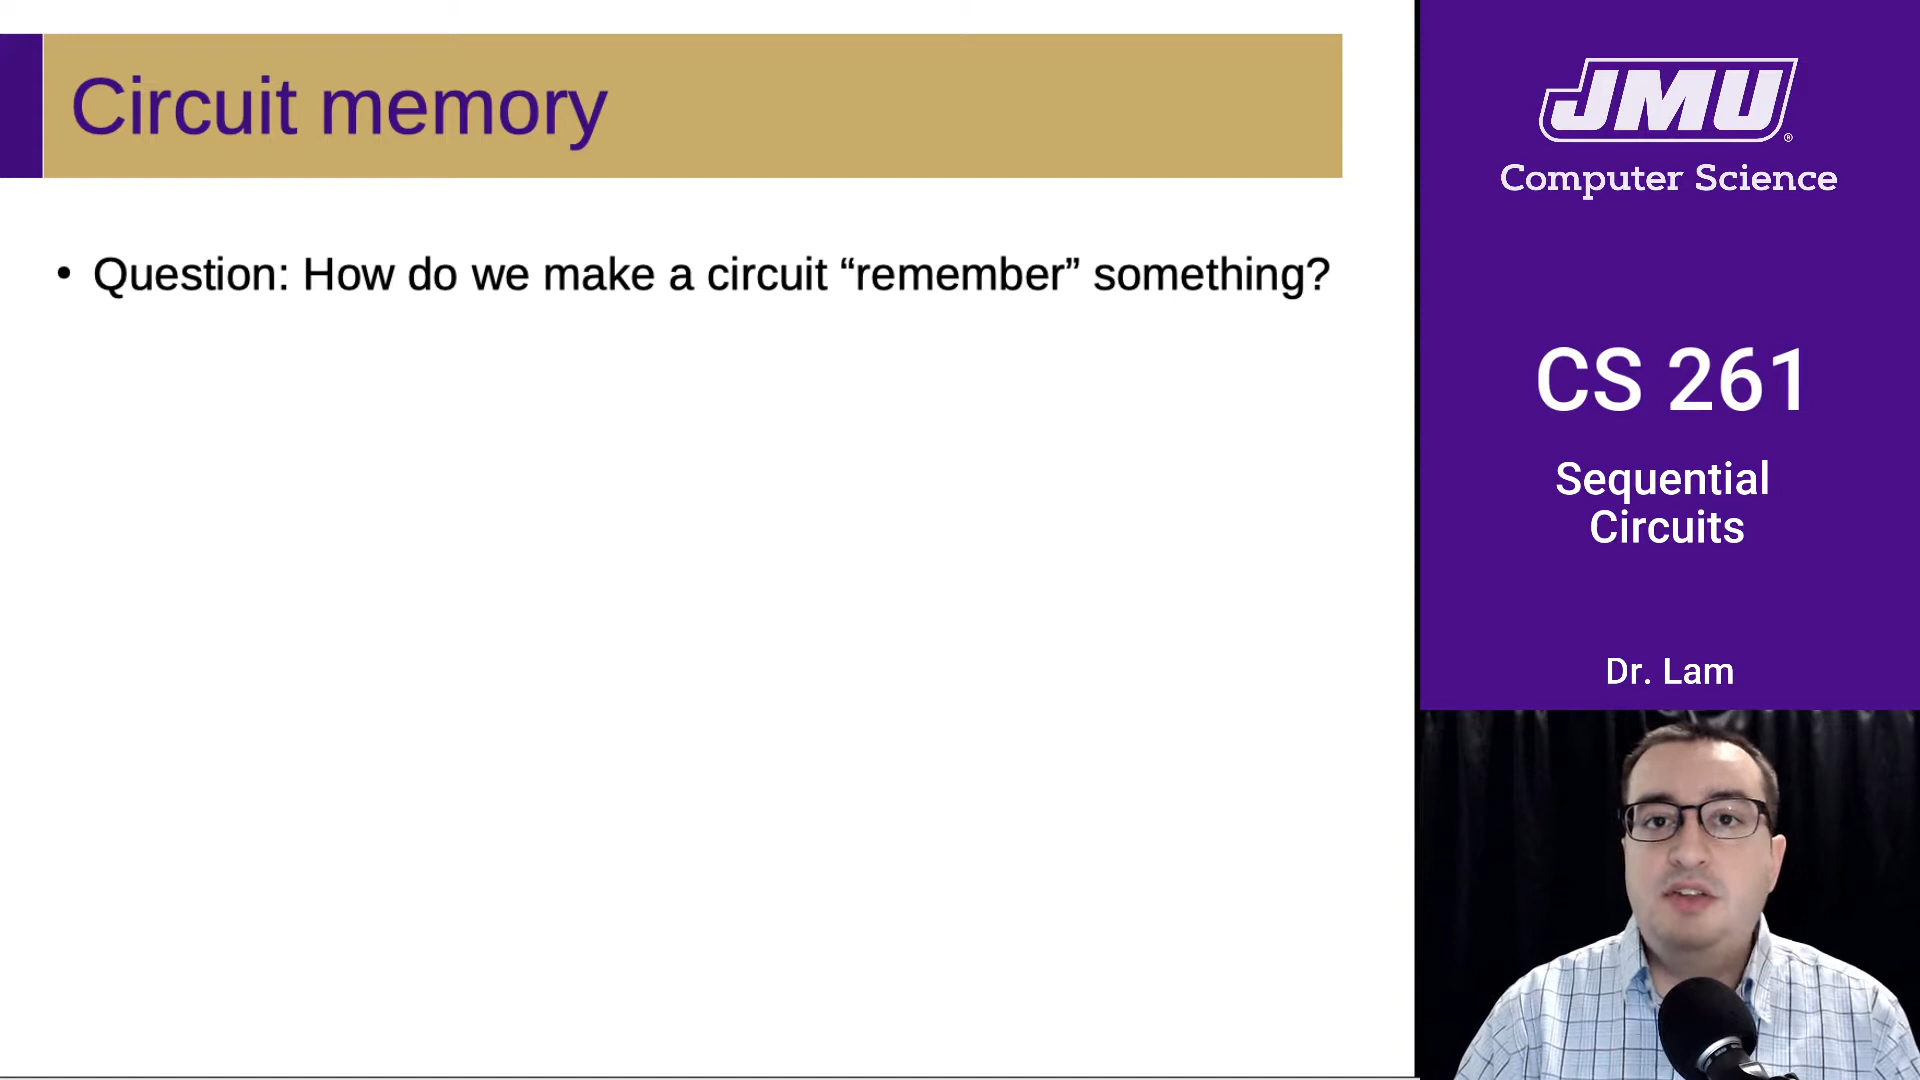 Circuit memory
• Question: How do we make a circuit “remember” something?
JMU®
Computer Science
CS 261
Sequential
Circuits
Dr. Lam